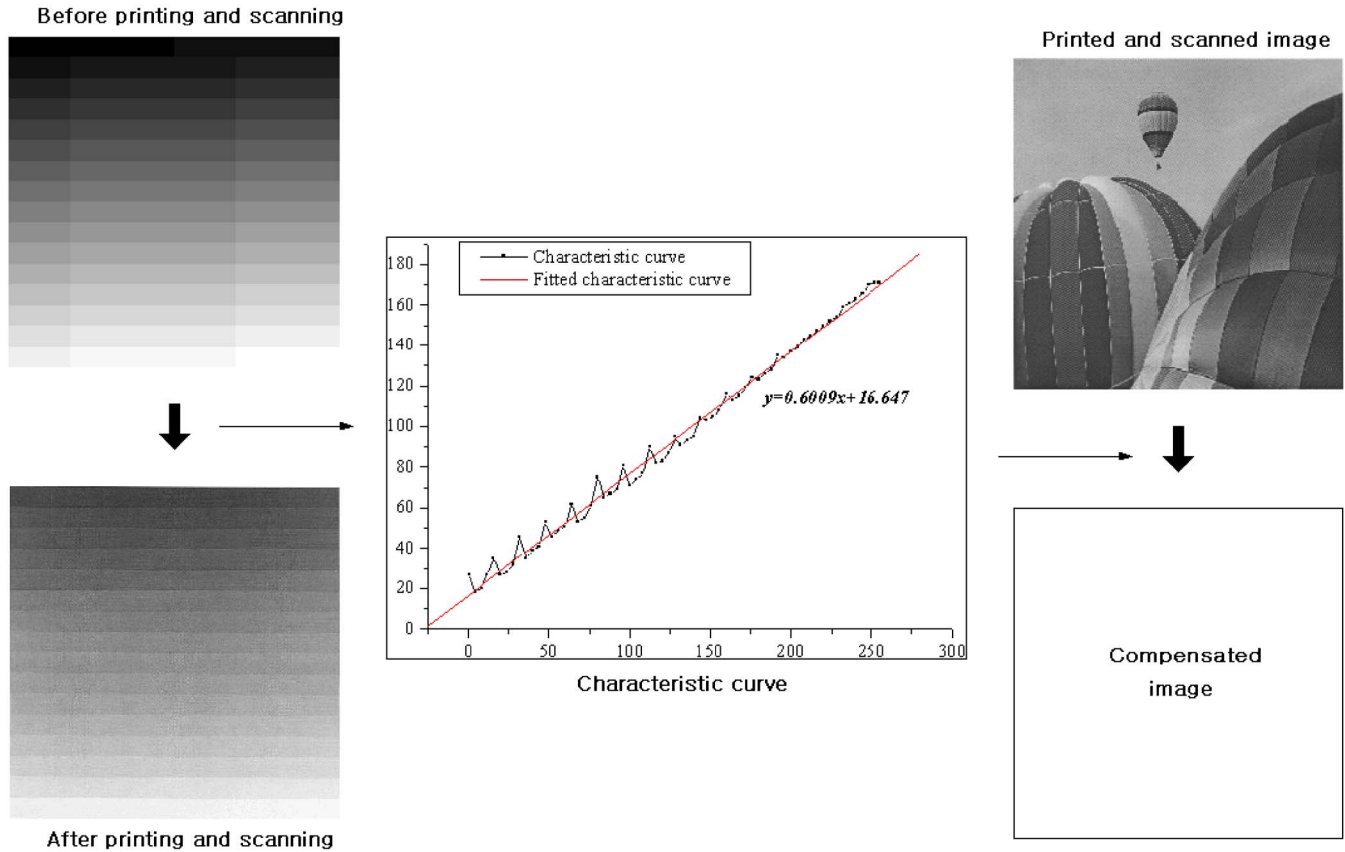 Before printing and scanning
After printing and scanning
Characteristic curve
Fitted characteristic curve
180
160
140
120
100
80
60
40
20
0
y=0.6009x+16.647
0 50 100 150 200 250 300
Characteristic curve
Printed and scanned image
Compensated
image